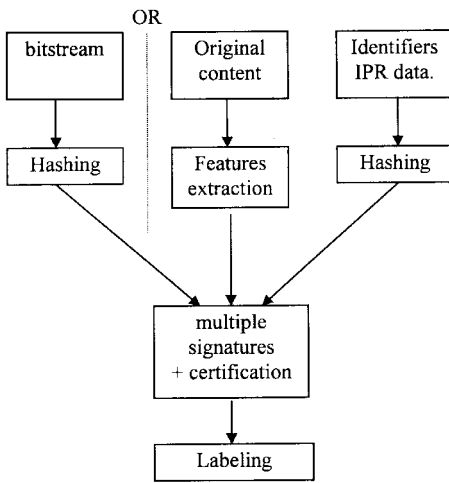 OR
bitstream
Original
content
Identifiers
IPR data.
Hashing
Features
extraction
Hashing
multiple
signatures
+ certification
Labeling